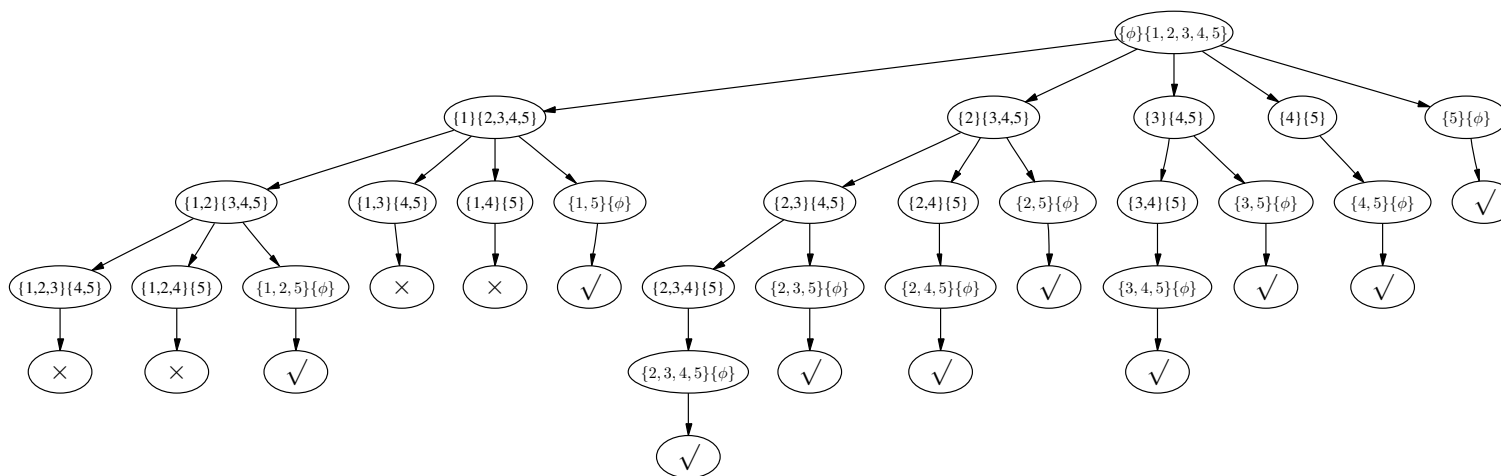 {ϕ}{1, 2, 3, 4, 5}
{1}{2,3,4,5} {2}{3,4,5} {3}{4,5} {4}{5} {5}{ϕ}
{1,2}{3,4,5} {1,3}{4,5} {1,4}{5} {1, 5}{ϕ} {2,3}{4,5} {2,4}{5} {2, 5}{ϕ} {3,4}{5} {3, 5}{ϕ} {4, 5}{ϕ} √
{1,2,3}{4,5} {1,2,4}{5} {1, 2, 5}{ϕ} × × √ {2,3,4}{5} {2, 3, 5}{ϕ} {2, 4, 5}{ϕ} √ {3, 4, 5}{ϕ} √ √
× × √ {2, 3, 4, 5}{ϕ} √ √ √
√